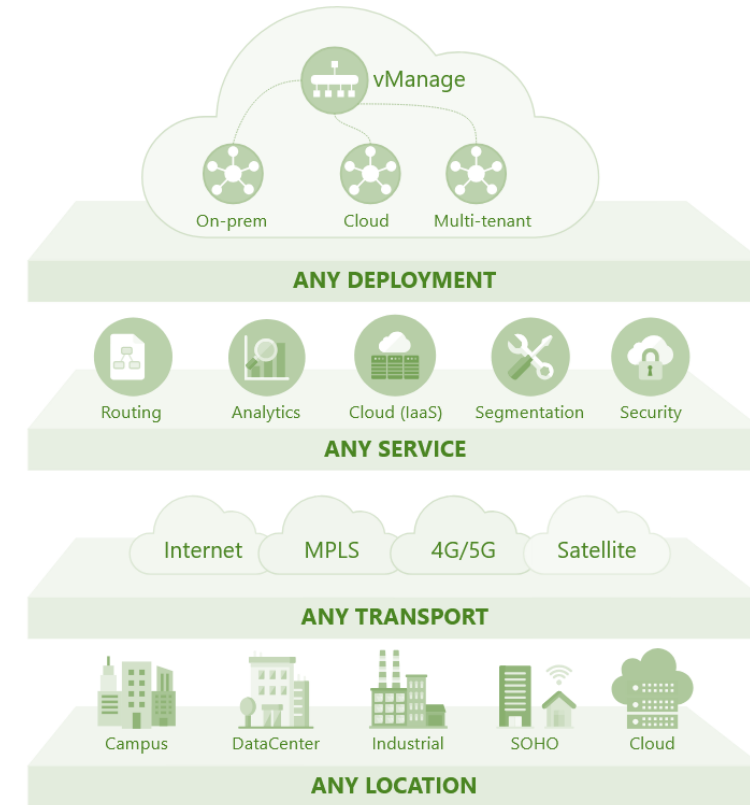 vManage
On-prem Cloud Multi-tenant
ANY DEPLOYMENT
Routing Analytics Cloud (IaaS) Segmentation Security
ANY SERVICE
Internet MPLS 4G/5G Satellite
ANY TRANSPORT
Campus DataCenter Industrial SOHO Cloud
ANY LOCATION